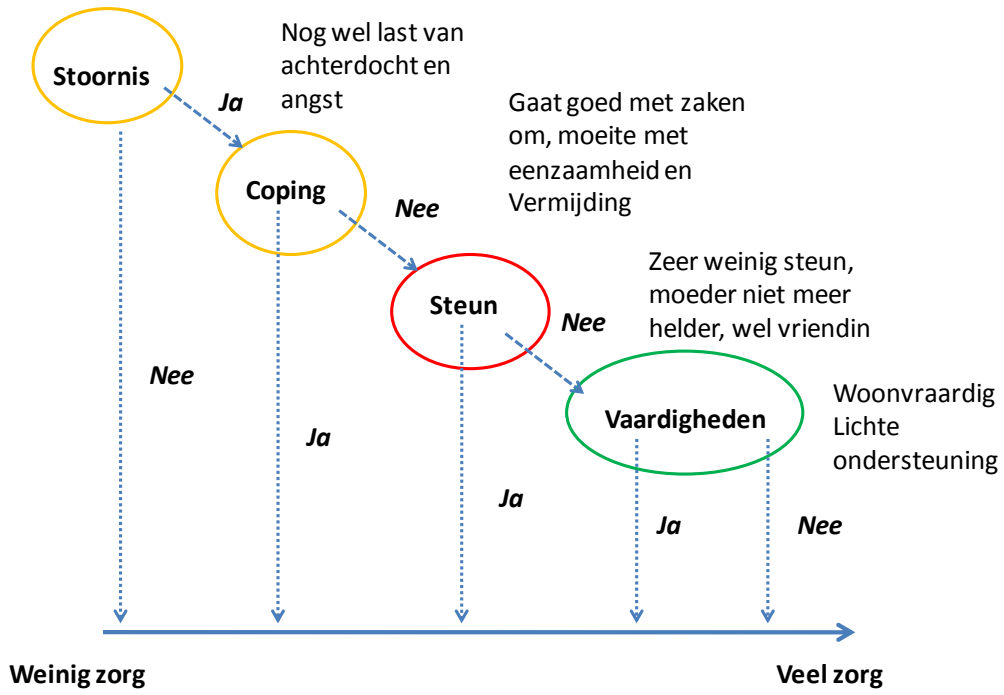 Stoornis
Nog wel last van
achterdocht en
angst
Ja
Coping
Gaat goed met zaken
om, moeite met
eenzaamheid en
Vermijding
Nee
Steun
Zeer weinig steun,
moeder niet meer
helder, wel vriendin
Nee
Vaardigheden
Woonvraardig
Lichte
ondersteuning
Nee
Ja
Ja
Ja
Nee
Weinig zorg
Veel zorg